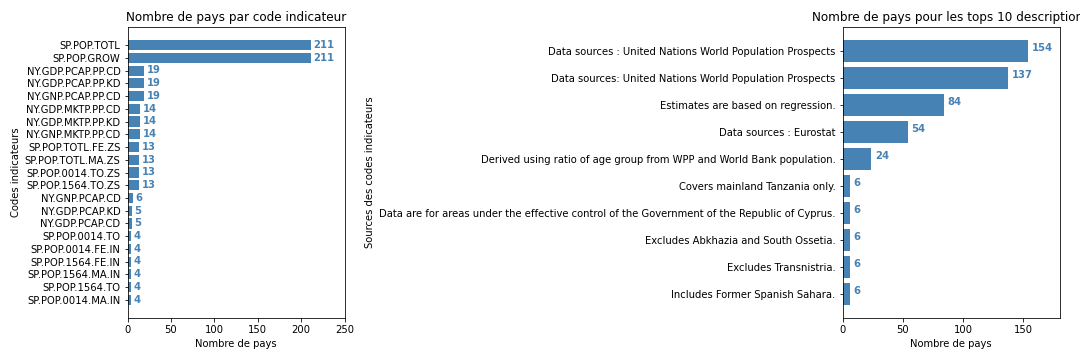 Nombre de pays par code indicateur
Codes indicateurs
SP.POP.TOTL 211
SP.POP.GROW 211
NY.GDP.PCAP.PP.CD 19
NY.GDP.PCAP.PP.KD 19
NY.GNP.PCAP.PP.CD 19
NY.GDP.MKTP.PP.CD 14
NY.GDP.MKTP.PP.KD 14
NY.GNP.MKTP.PP.CD 14
SP.POP.TOTL.FE.ZS 13
SP.POP.TOTL.MA.ZS 13
SP.POP.0014.TO.ZS 13
SP.POP.1564.TO.ZS 13
NY.GNP.PCAP.CD 6
NY.GDP.PCAP.KD 5
NY.GDP.PCAP.CD 5
SP.POP.0014.TO 4
SP.POP.0014.FE.IN 4
SP.POP.1564.FE.IN 4
SP.POP.1564.MA.IN 4
SP.POP.1564.TO 4
SP.POP.0014.MA.IN 4
0 50 100 150 200 250
Nombre de pays
Nombre de pays pour les tops 10 description
Sources des codes indicateurs
Data sources : United Nations World Population Prospects 154
Data sources: United Nations World Population Prospects 137
Estimates are based on regression. 84
Data sources : Eurostat 54
Derived using ratio of age group from WPP and World Bank population. 24
Covers mainland Tanzania only. 6
Data are for areas under the effective control of the Government of the Republic of Cyprus. 6
Excludes Abkhazia and South Ossetia. 6
Excludes Transnistria. 6
Includes Former Spanish Sahara. 6
0 50 100 150
Nombre de pays